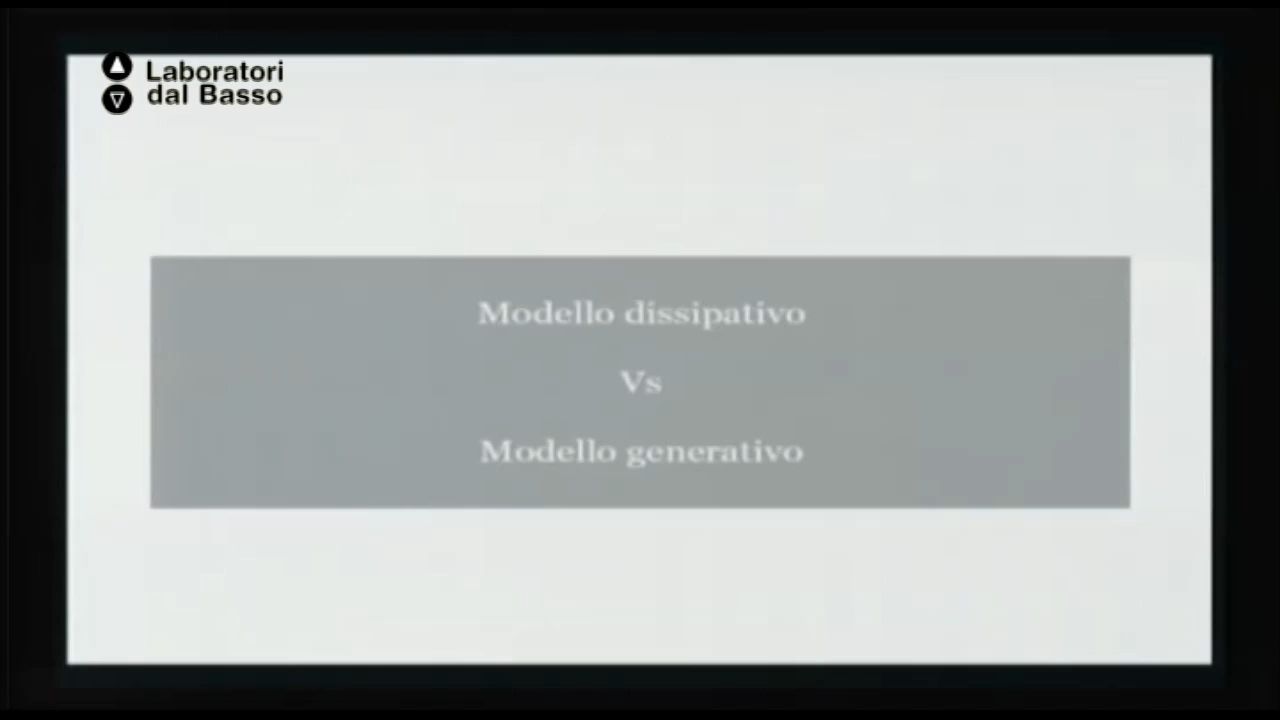 Laboratori
dal Basso
Modello dissipativo
Vs
Modello generativo